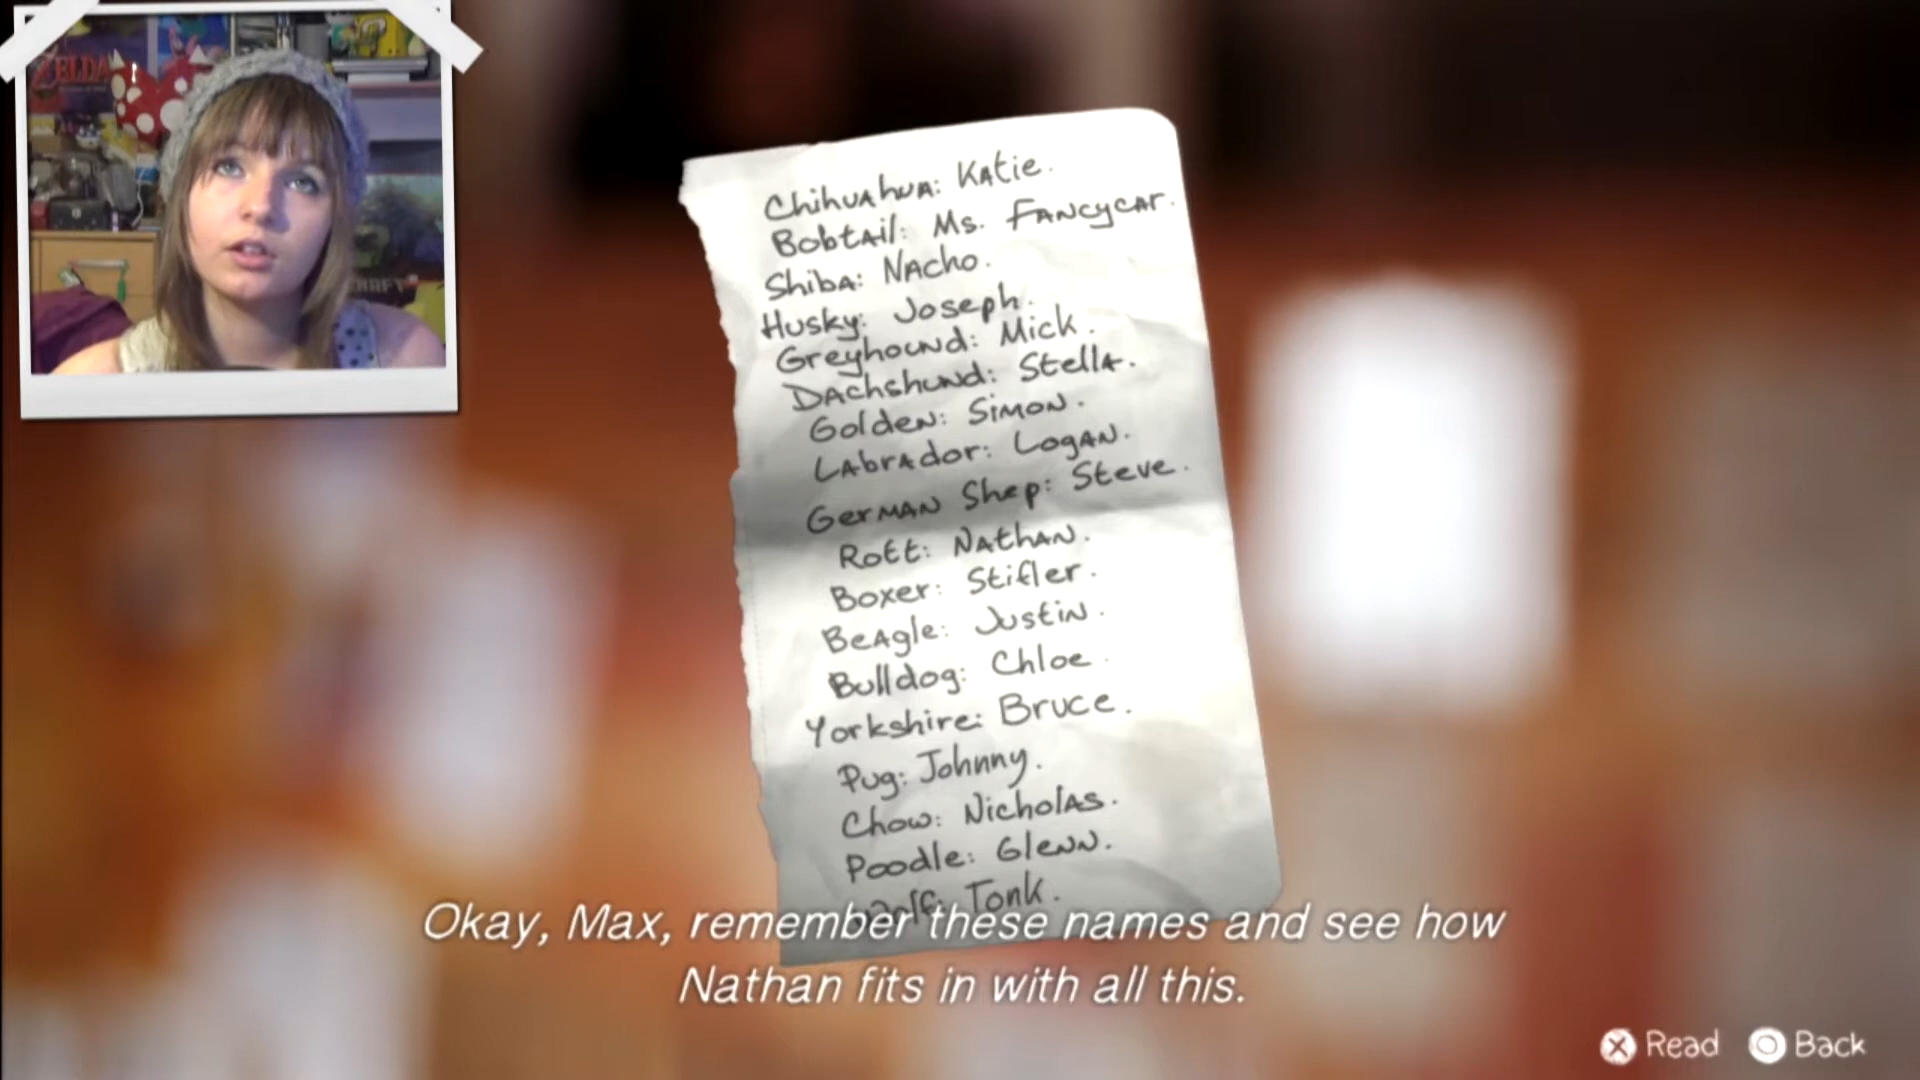 ZELDA
Chihuahua: Katie.
Bobtail: Ms. Fancycar.
Shiba: Nacho.
Husky: Joseph.
Greyhound: Mick.
Dachshund: Stella.
Golden: Simon.
Labrador: Logan.
German Shep: Steve.
Rott: Nathan.
Boxer: Stifler.
Beagle: Justin.
Bulldog: Chloe.
Yorkshire: Bruce.
Pug: Johnny.
Chow: Nicholas.
Poodle: Glenn.
Wolf: Tonk.
Okay, Max, remember these names and see how
Nathan fits in with all this.
Read Back